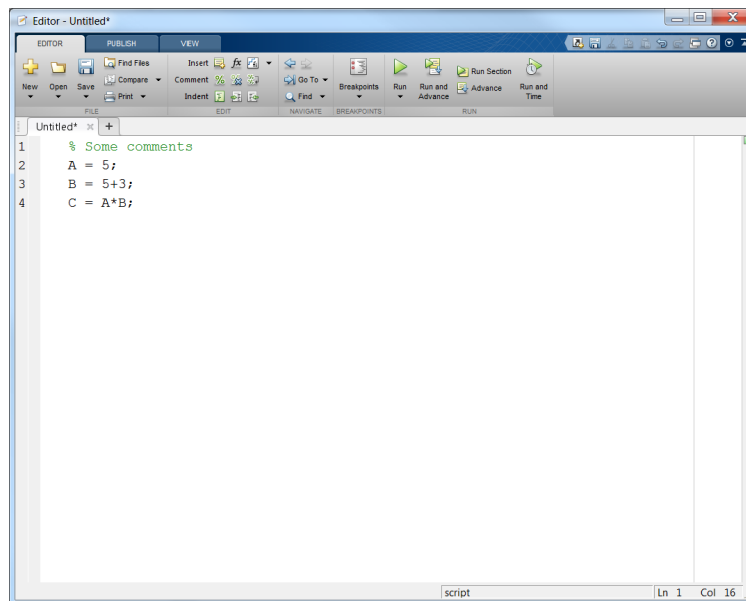 Editor - Untitled*
EDITOR PUBLISH VIEW
Find Files Insert fx
New Open Save Compare Comment Go To Breakpoints Run Run and Advance Run Section Advance Run and Time
Print Indent Find
FILE EDIT NAVIGATE BREAKPOINTS RUN
Untitled* × +
1 % Some comments
2 A = 5;
3 B = 5+3;
4 C = A*B;
script Ln 1 Col 16